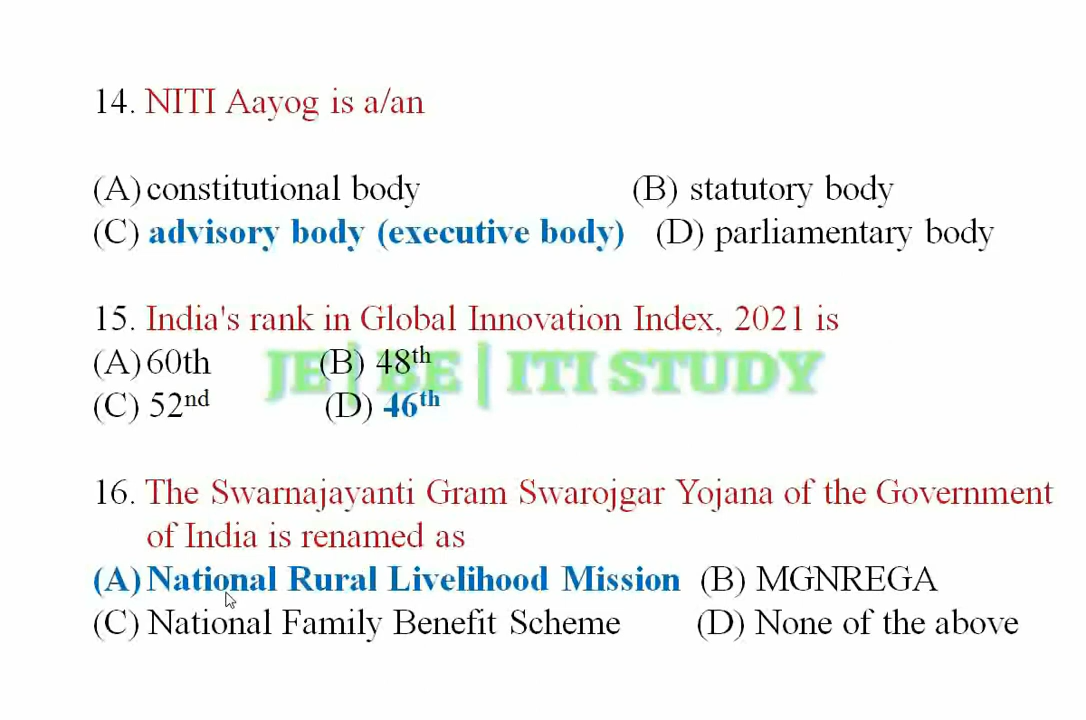 14. NITI Aayog is a/an
(A) constitutional body (B) statutory body
(C) advisory body (executive body) (D) parliamentary body
15. India's rank in Global Innovation Index, 2021 is
(A) 60th (B) 48th
JE | BE | ITI STUDY
(C) 52nd (D) 46th
16. The Swarnajayanti Gram Swarojgar Yojana of the Government
of India is renamed as
(A) National Rural Livelihood Mission (B) MGNREGA
(C) National Family Benefit Scheme (D) None of the above